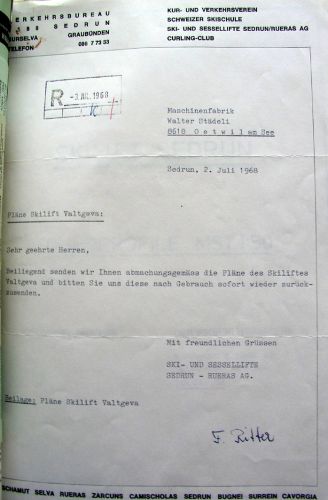 VERKEHRSBUREAU
SEDRUN
SURSELVA GRAUBÜNDEN
TELEFON 086 7 73 53
KUR- UND VERKEHRSVEREIN
SCHWEIZER SKISCHULE
SKI- UND SESSELLIFTE SEDRUN/RUERAS AG
CURLING-CLUB
R -3. JUL. 1968
Maschinenfabrik
Walter Städeli
8618 Oetwil am See
Sedrun, 2. Juli 1968
Pläne Skilift Valtgeva:
Sehr geehrte Herren,
Beiliegend senden wir Ihnen abmachungsgemäss die Pläne des Skiliftes
Valtgeva und bitten Sie uns diese nach Gebrauch sofort wieder zurück-
zusenden.
Mit freundlichen Grüssen
SKI- UND SESSELLIFTE
SEDRUN - RUERAS AG.
Beilage: Pläne Skilift Valtgeva
F. Ritter
TSCHAMUT SELVA RUERAS ZARCUNS CAMISCHOLAS SEDRUN BUGNEI SURREIN CAVORGIA